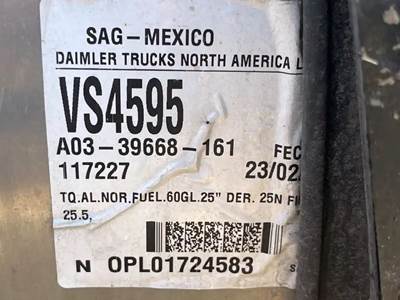 SAG-MEXICO
DAIMLER TRUCKS NORTH AMERICA L
VS4595
A03-39668-161 FEC
117227 23/02/
TQ.AL.NOR.FUEL.60GL.25" DER. 25N FM
25.5,
N OPL01724583 S